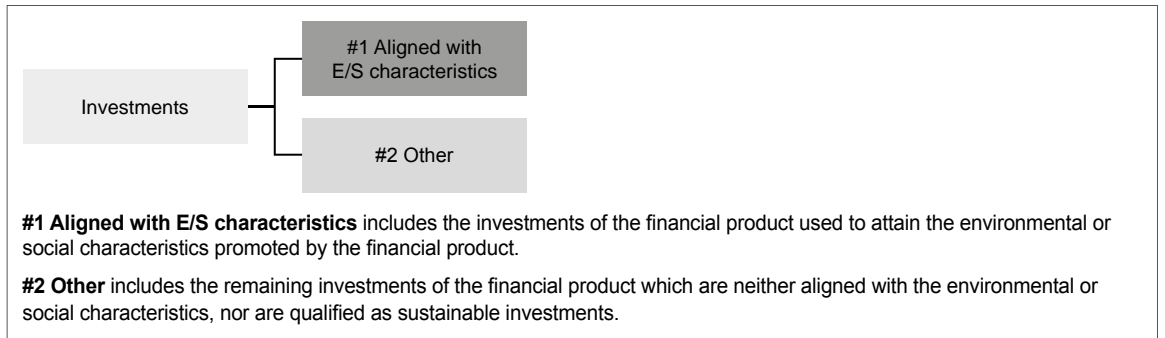 #1 Aligned with
E/S characteristics
Investments
#2 Other
#1 Aligned with E/S characteristics includes the investments of the financial product used to attain the environmental or
social characteristics promoted by the financial product.
#2 Other includes the remaining investments of the financial product which are neither aligned with the environmental or
social characteristics, nor are qualified as sustainable investments.